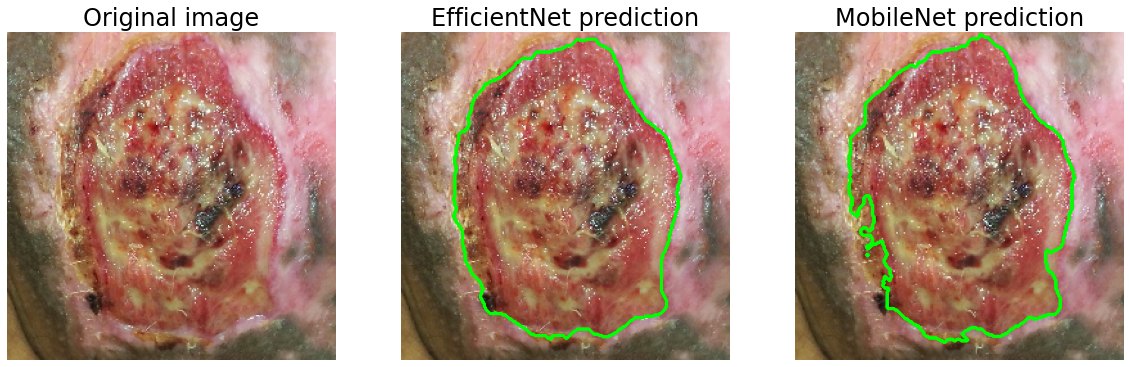 Original image
EfficientNet prediction
MobileNet prediction